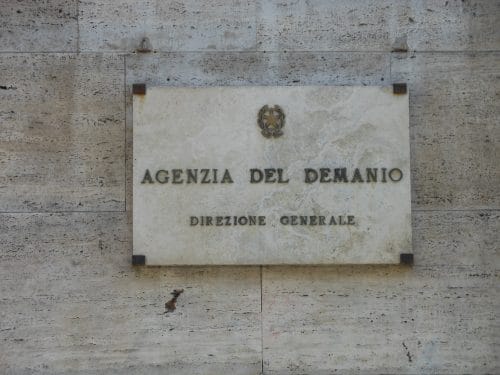 AGENZIA DEL DEMANIO
DIREZIONE GENERALE